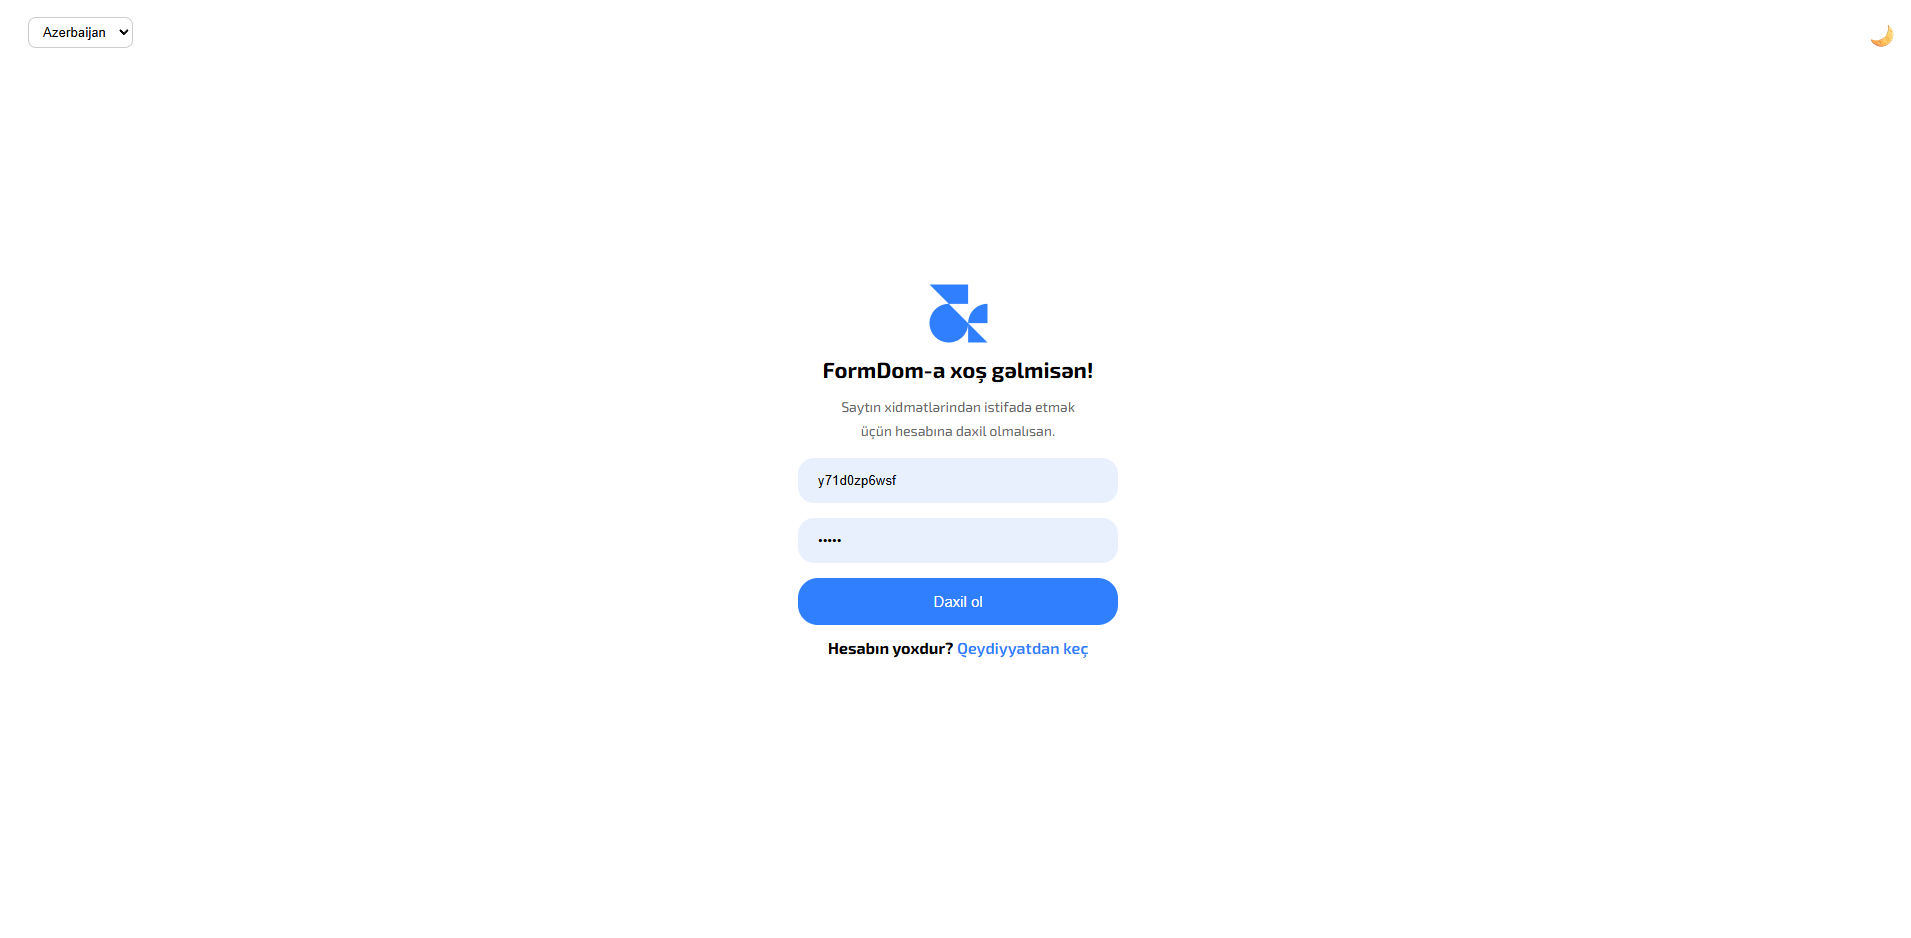 Azerbaijan
FormDom-a xoş gəlmisən!
Saytın xidmətlərindən istifadə etmək
üçün hesabına daxil olmalısan.
y71d0zp6wsf
•••••
Daxil ol
Hesabın yoxdur? Qeydiyyatdan keç